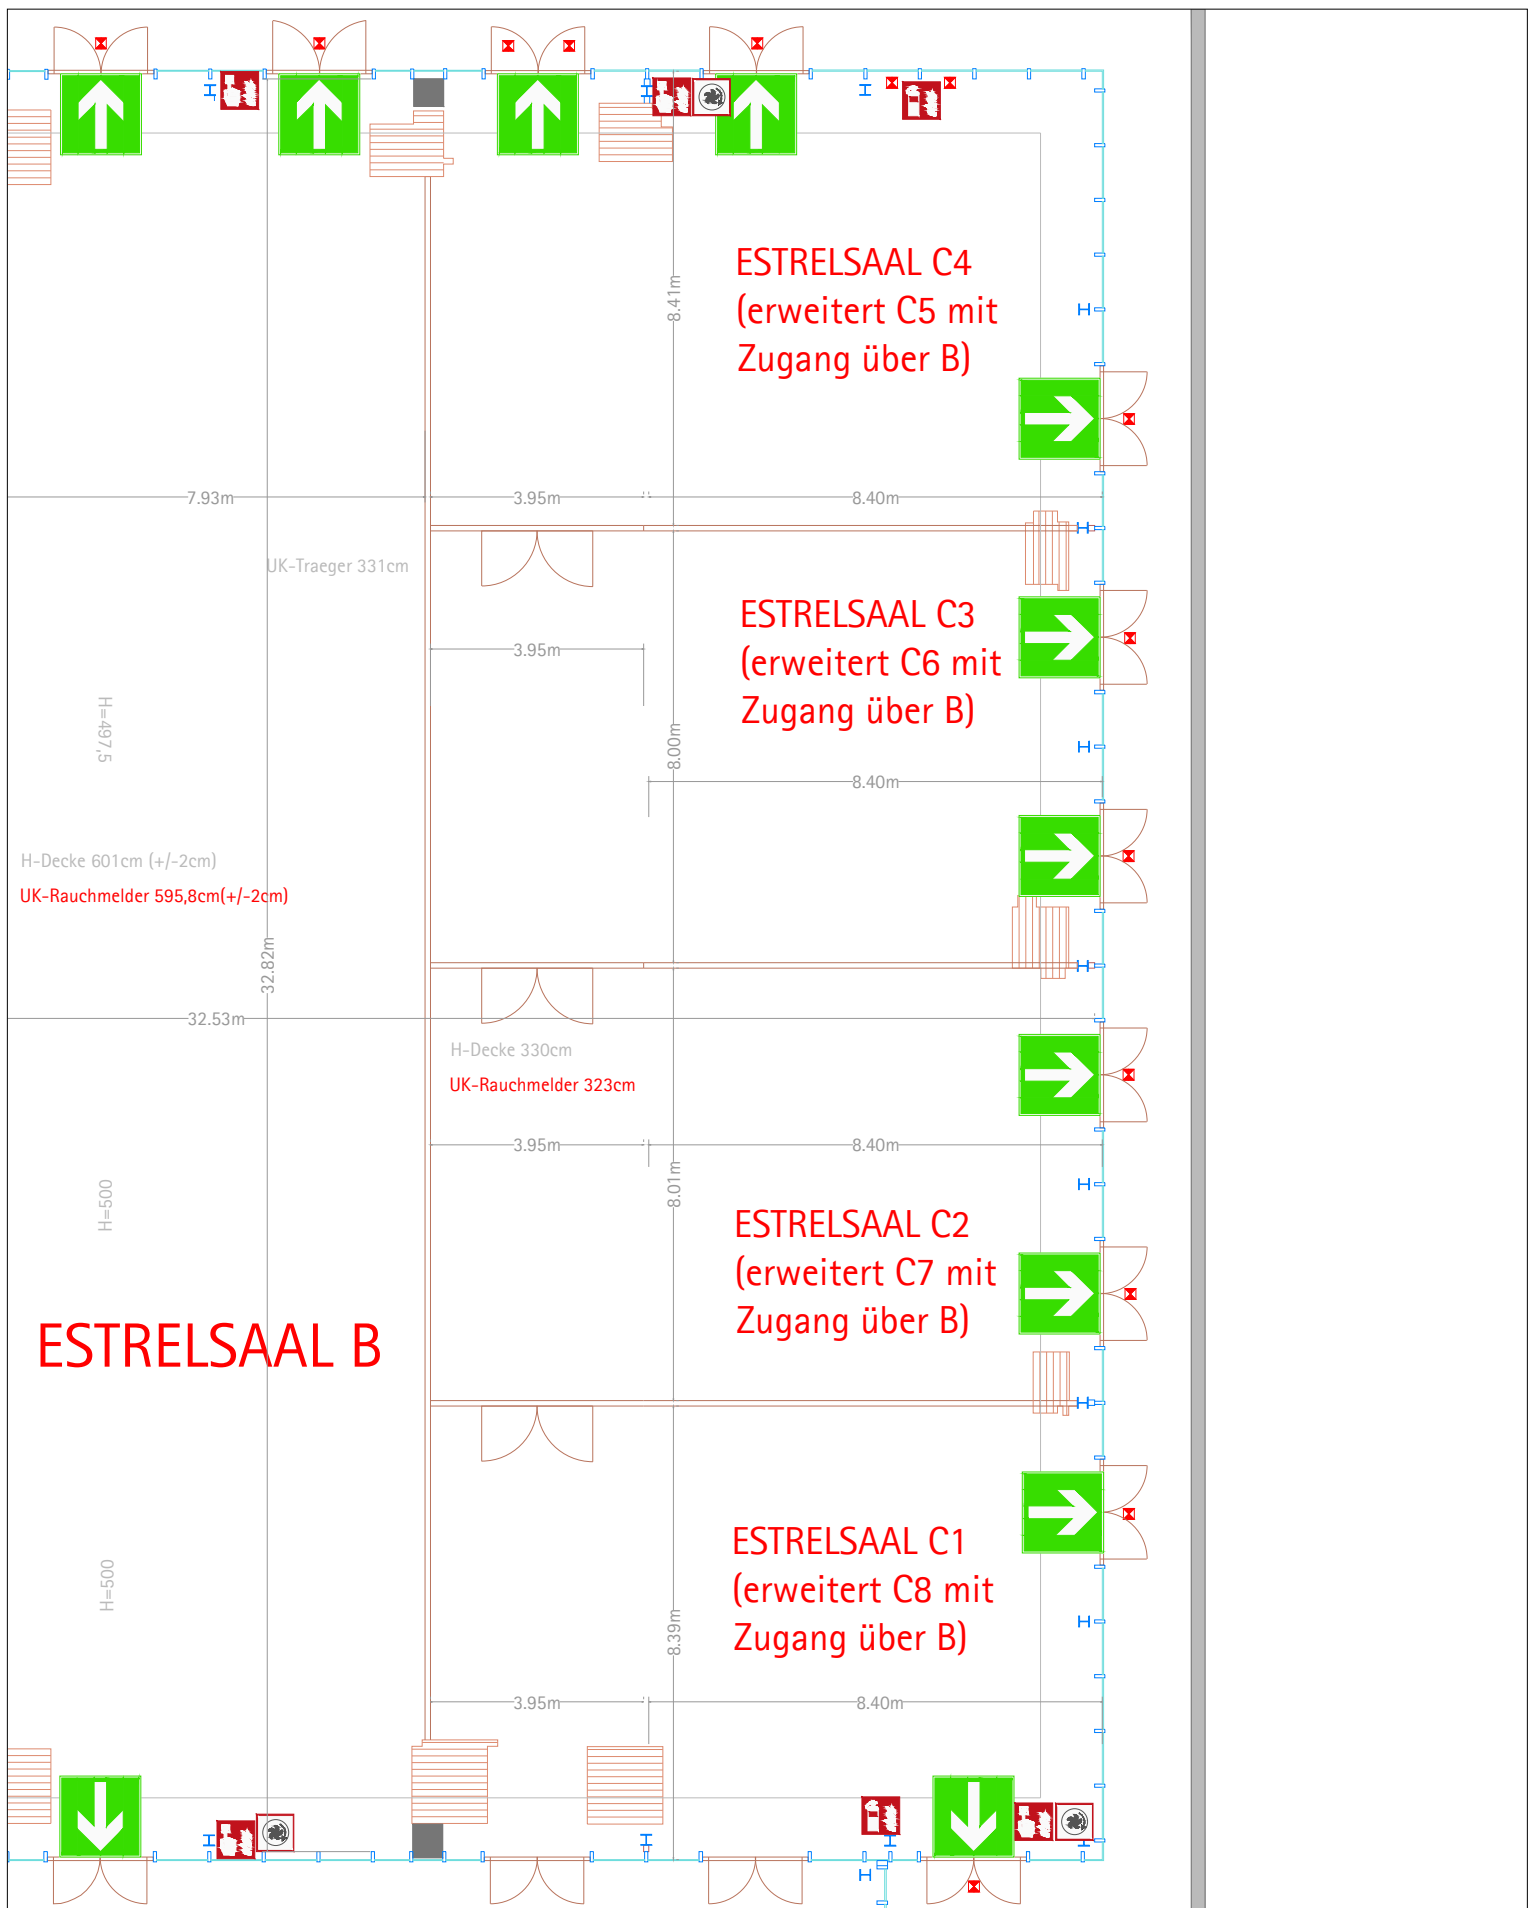 ESTRELSAAL C4
(erweitert C5 mit
Zugang über B)
8.41m
7.93m
3.95m
8.40m
UK-Traeger 331cm
ESTRELSAAL C3
(erweitert C6 mit
Zugang über B)
3.95m
H=497,5
8.00m
8.40m
H-Decke 601cm (+/-2cm)
UK-Rauchmelder 595,8cm(+/-2cm)
32.82m
32.53m
H-Decke 330cm
UK-Rauchmelder 323cm
3.95m
8.40m
8.01m
H=500
ESTRELSAAL C2
(erweitert C7 mit
Zugang über B)
ESTRELSAAL B
ESTRELSAAL C1
(erweitert C8 mit
Zugang über B)
H=500
8.39m
3.95m
8.40m